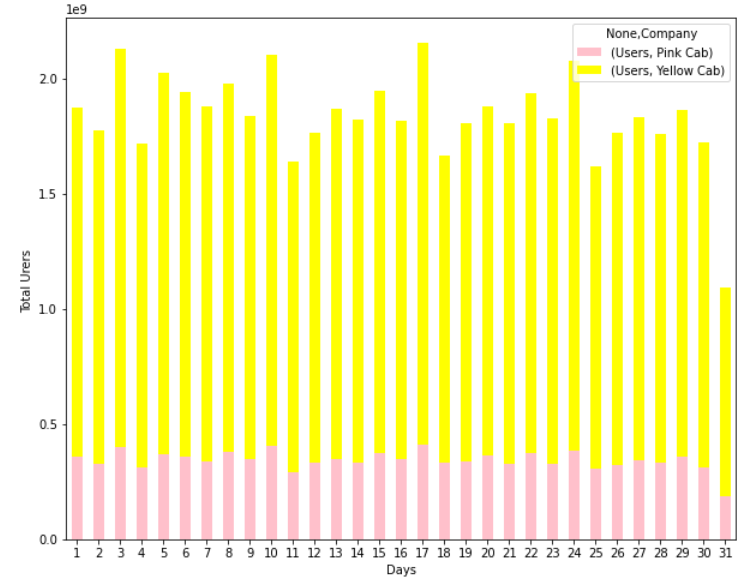 1e9
None,Company
(Users, Pink Cab)
(Users, Yellow Cab)
2.0
1.5
1.0
0.5
0.0
Total Urers
1 2 3 4 5 6 7 8 9 10 11 12 13 14 15 16 17 18 19 20 21 22 23 24 25 26 27 28 29 30 31
Days